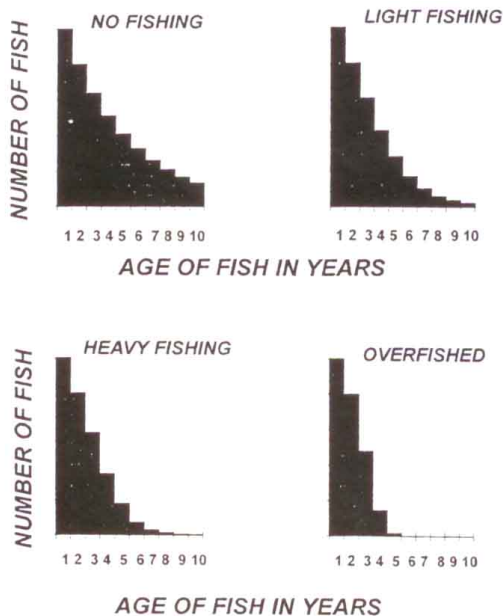 NO FISHING
LIGHT FISHING
NUMBER OF FISH
1 2 3 4 5 6 7 8 9 10
1 2 3 4 5 6 7 8 9 10
AGE OF FISH IN YEARS
HEAVY FISHING
OVERFISHED
NUMBER OF FISH
1 2 3 4 5 6 7 8 9 10
1 2 3 4 5 6 7 8 9 10
AGE OF FISH IN YEARS